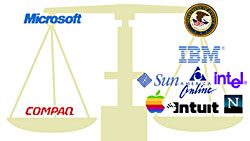 Microsoft
COMPAQ
IBM
Sun
AMERICA
Online
intel
Intuit
N